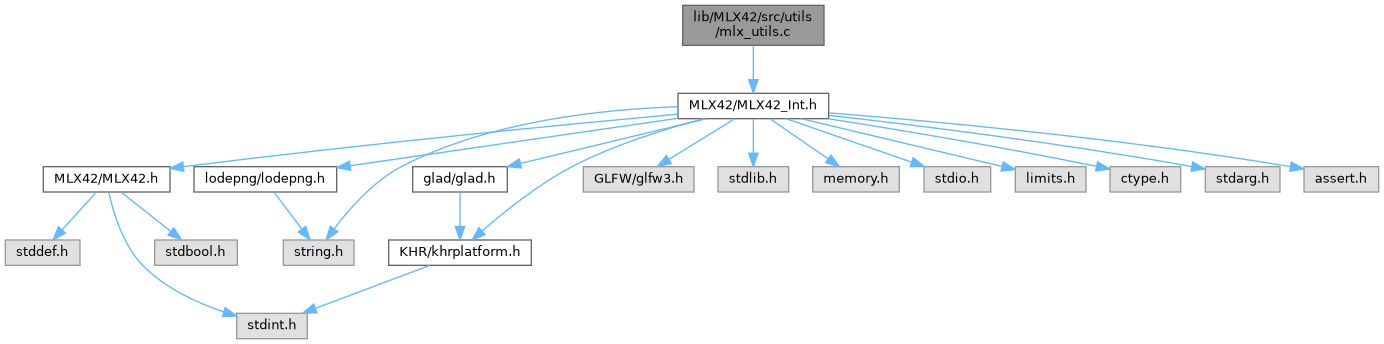 lib/MLX42/src/utils
/mlx_utils.c
MLX42/MLX42_Int.h
MLX42/MLX42.h
lodepng/lodepng.h
glad/glad.h
GLFW/glfw3.h
stdlib.h
memory.h
stdio.h
limits.h
ctype.h
stdarg.h
assert.h
stddef.h
stdbool.h
string.h
KHR/khrplatform.h
stdint.h